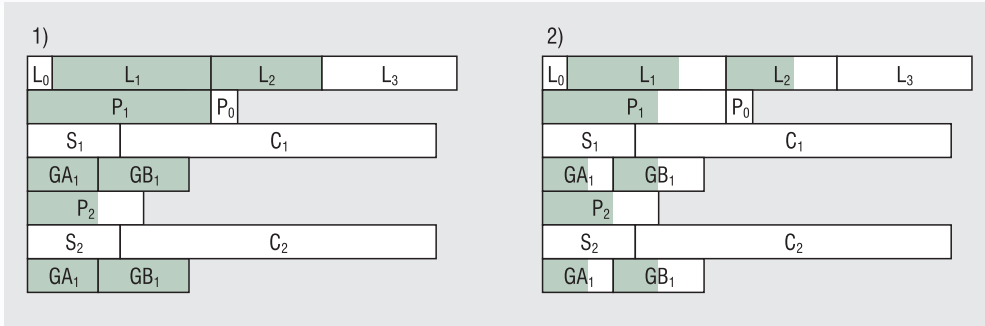 1) 2)
L₀ L₁ L₂ L₃ L₀ L₁ L₂ L₃
P₁ P₀ P₁ P₀
S₁ C₁ S₁ C₁
GA₁ GB₁ GA₁ GB₁
P₂ P₂
S₂ C₂ S₂ C₂
GA₁ GB₁ GA₁ GB₁